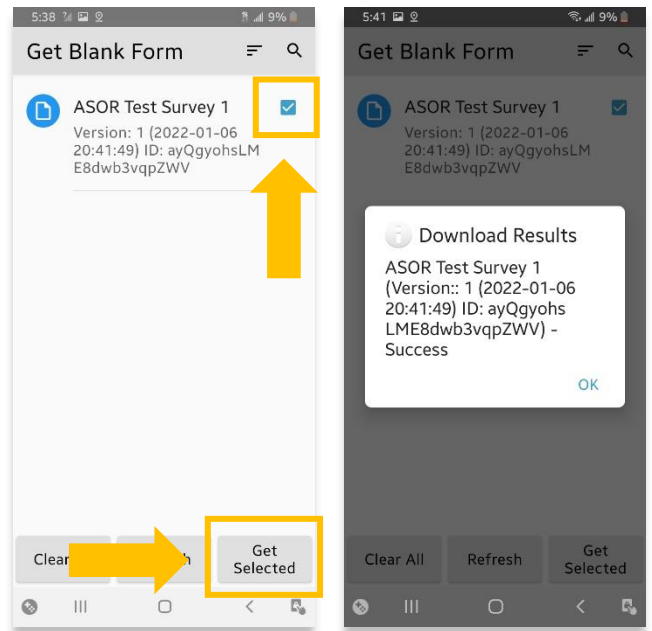 5:38
9%
Get Blank Form
ASOR Test Survey 1
Version: 1 (2022-01-06
20:41:49) ID: ayQgyohsLM
E8dwb3vqpZWV
Clear
h
Get
Selected
5:41
9%
Get Blank Form
ASOR Test Survey 1
Version: 1 (2022-01-06
20:41:49) ID: ayQgyohsLM
E8dwb3vqpZWV
Download Results
ASOR Test Survey 1
(Version:: 1 (2022-01-06
20:41:49) ID: ayQgyohs
LME8dwb3vqpZWV) -
Success
OK
Clear All
Refresh
Get
Selected